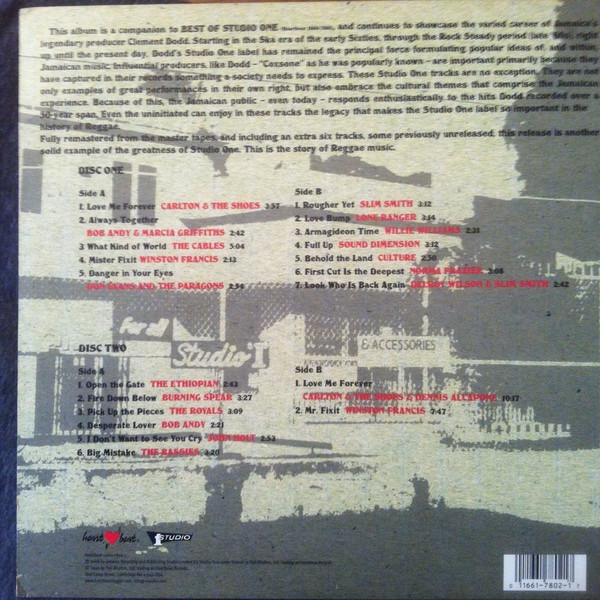 This album is a companion to BEST OF STUDIO ONE and continues to showcase the varied career of Jamaica's
legendary producer Clement Dodd. Starting in the Ska era of the early Sixties, through the Rock Steady period (late '60s), right
up until the present day, Dodd's Studio One label has remained the principal force formulating popular ideas of, and within,
Jamaican music. Influential producers, like Dodd – "Coxsone" as he was popularly known – are important primarily because they
have captured in their records something a society needs to express. These Studio One tracks are no exception. They are not
only examples of great performances in their own right, but also embrace the cultural themes that comprise the Jamaican
experience. Because of this, the Jamaican public – even today – responds enthusiastically to the hits Dodd recorded over a
30-year span. Even the uninitiated can enjoy in these tracks the legacy that makes the Studio One label so important in the
history of Reggae.
Fully remastered from the master tapes, and including an extra six tracks, some previously unreleased, this release is another
solid example of the greatness of Studio One. This is the story of Reggae music.
DISC ONE
Side A
1. Love Me Forever CARLTON & THE SHOES 3:57
2. Always Together
BOB ANDY & MARCIA GRIFFITHS 2:42
3 What Kind of World THE CABLES 5:04
4. Mister Fixit WINSTON FRANCIS 2:13
5. Danger in Your Eyes
DON EVANS AND THE PARAGONS 2:54
Side B
1. Rougher Yet SLIM SMITH 3:12
2. Love Bump LONE RANGER 3:14
3. Armagideon Time WILLIE WILLIAMS 2:31
4. Full Up SOUND DIMENSION 3:12
5. Behold the Land CULTURE 2:50
6. First Cut Is the Deepest NORMA FRAZIER 3:08
7. Look Who Is Back Again DELROY WILSON & SLIM SMITH 2:42
for all
Studio 1
& ACCESSORIES
DISC TWO
Side A
1. Open the Gate THE ETHIOPIAN 2:43
2. Fire Down Below BURNING SPEAR 3:27
3. Pick Up the Pieces THE ROYALS 3:09
4. Desperate Lover BOB ANDY 2:21
5. I Don't Want to See You Cry JOHN HOLT 2:53
6. Big Mistake THE BASSIES 3:20
Side B
1. Love Me Forever
CARLTON & THE SHOES & DENNIS ALCAPONE 10:17
2. Mr. Fixit WINSTON FRANCIS 7:47
heart beat
STUDIO
0 11661-7802-1 7